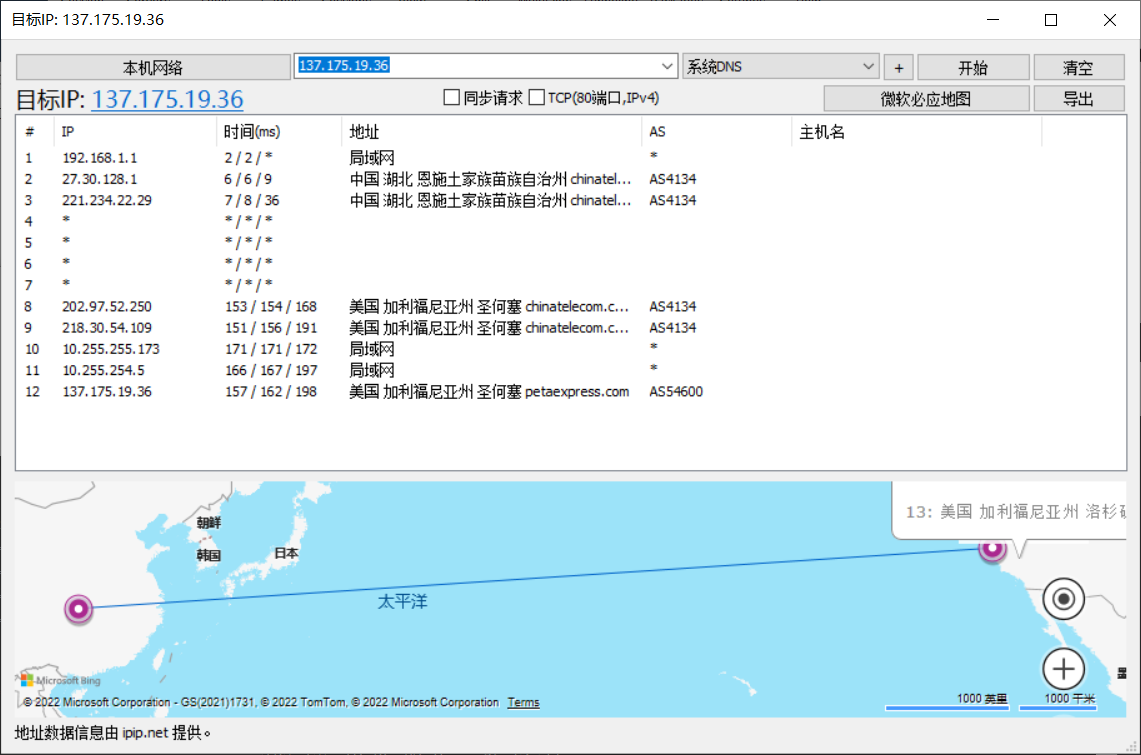 目标IP: 137.175.19.36
本机网络 137.175.19.36 系统DNS + 开始 清空
目标IP: 137.175.19.36 同步请求 TCP(80端口,IPv4) 微软必应地图 导出
# IP 时间(ms) 地址 AS 主机名
1 192.168.1.1 2 / 2 / * 局域网 *
2 27.30.128.1 6 / 6 / 9 中国 湖北 恩施土家族苗族自治州 chinatel... AS4134
3 221.234.22.29 7 / 8 / 36 中国 湖北 恩施土家族苗族自治州 chinatel... AS4134
4 * * / * / *
5 * * / * / *
6 * * / * / *
7 * * / * / *
8 202.97.52.250 153 / 154 / 168 美国 加利福尼亚州 圣何塞 chinatelecom.c... AS4134
9 218.30.54.109 151 / 156 / 191 美国 加利福尼亚州 圣何塞 chinatelecom.c... AS4134
10 10.255.255.173 171 / 171 / 172 局域网 *
11 10.255.254.5 166 / 167 / 197 局域网 *
12 137.175.19.36 157 / 162 / 198 美国 加利福尼亚州 圣何塞 petaexpress.com AS54600
13: 美国 加利福尼亚州 洛杉
朝鲜
韩国
日本
太平洋
Microsoft Bing
© 2022 Microsoft Corporation - GS(2021)1731, © 2022 TomTom, © 2022 Microsoft Corporation Terms
1000 英里 1000 千米
地址数据信息由 ipip.net 提供。